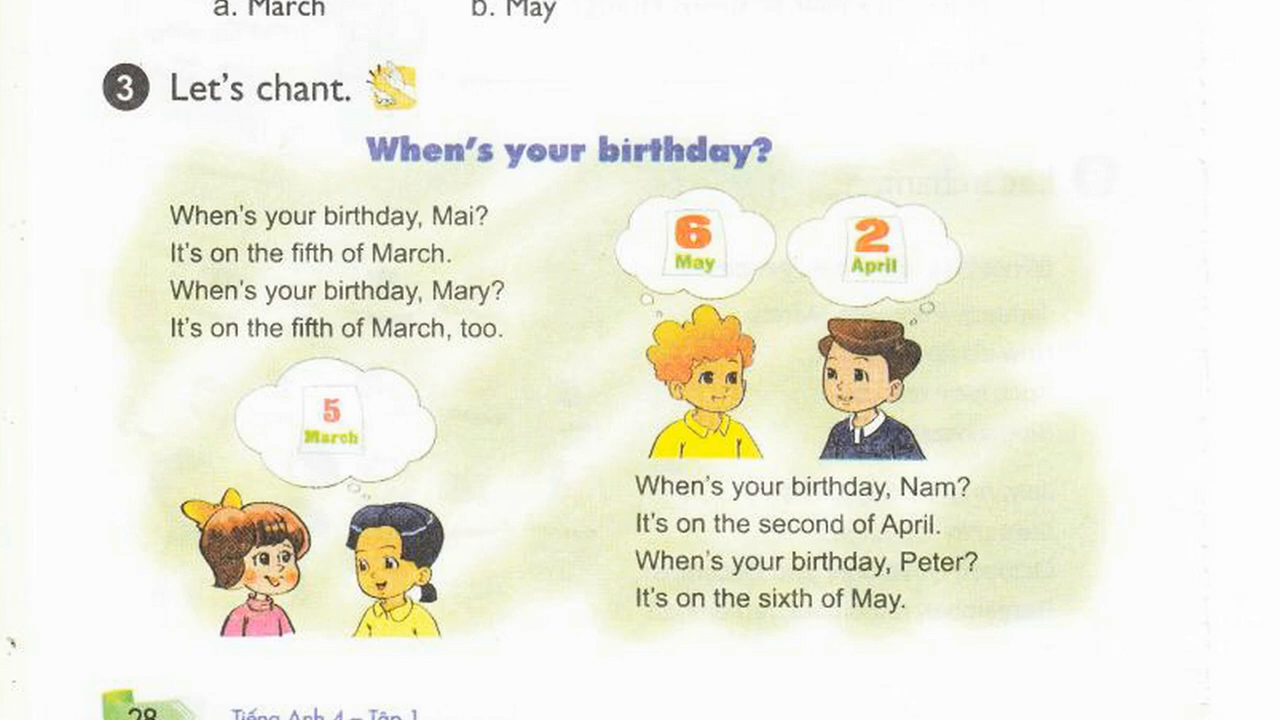 a. March b. May
3 Let's chant.
When's your birthday?
When's your birthday, Mai?
It's on the fifth of March.
When's your birthday, Mary?
It's on the fifth of March, too.
5
March
6
May
2
April
When's your birthday, Nam?
It's on the second of April.
When's your birthday, Peter?
It's on the sixth of May.
28 Tiếng Anh 4 – Tập 1